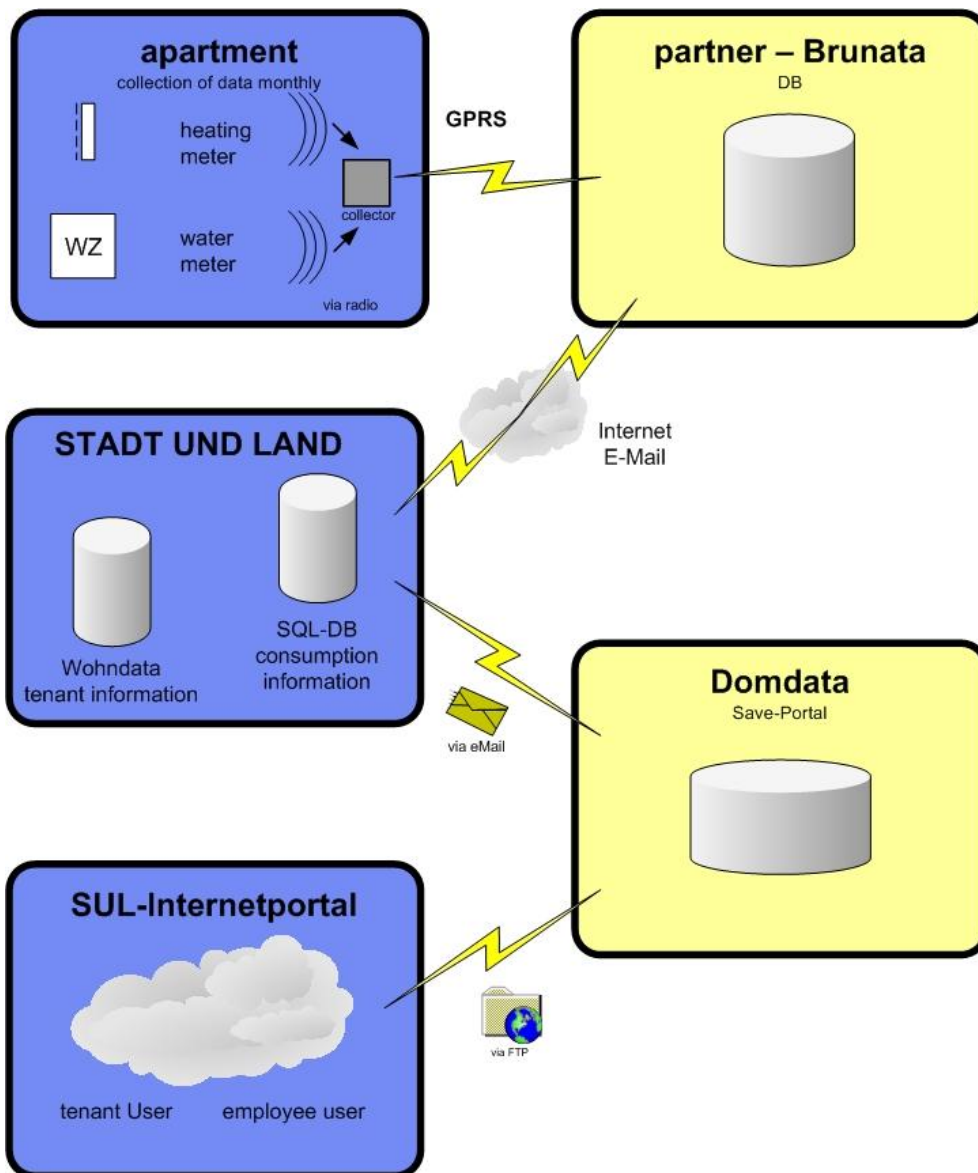 apartment
collection of data monthly
heating
meter
collector
WZ
water
meter
via radio
GPRS
partner – Brunata
DB
Internet
E-Mail
STADT UND LAND
Wohndata
tenant information
SQL-DB
consumption
information
via eMail
Domdata
Save-Portal
SUL-Internetportal
tenant User
employee user
via FTP